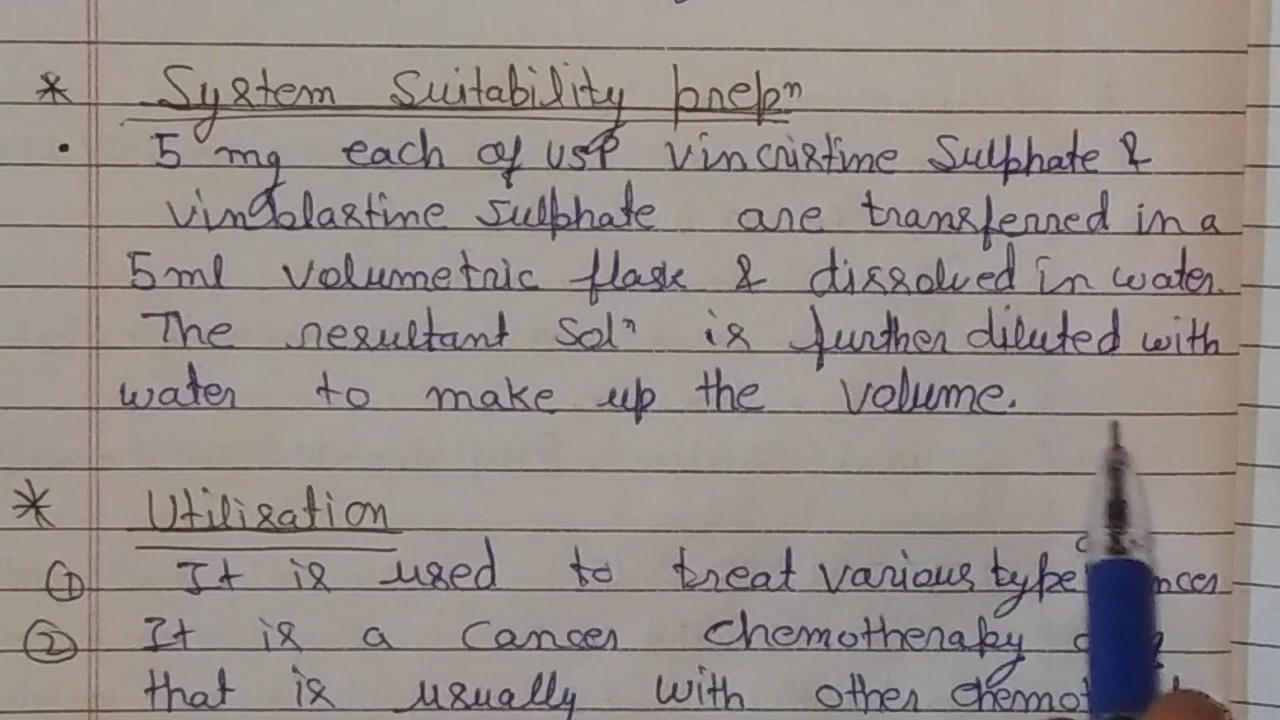 * System Suitability prepn
• 5 mg each of USP Vincristine Sulphate &
Vinblastine Sulphate are transferred in a
5ml volumetric flask & dissolved in water.
The resultant soln is further diluted with
water to make up the volume.
* Utilisation
① It is used to treat various type
② It is a cancer chemotherapy
that is usually with other